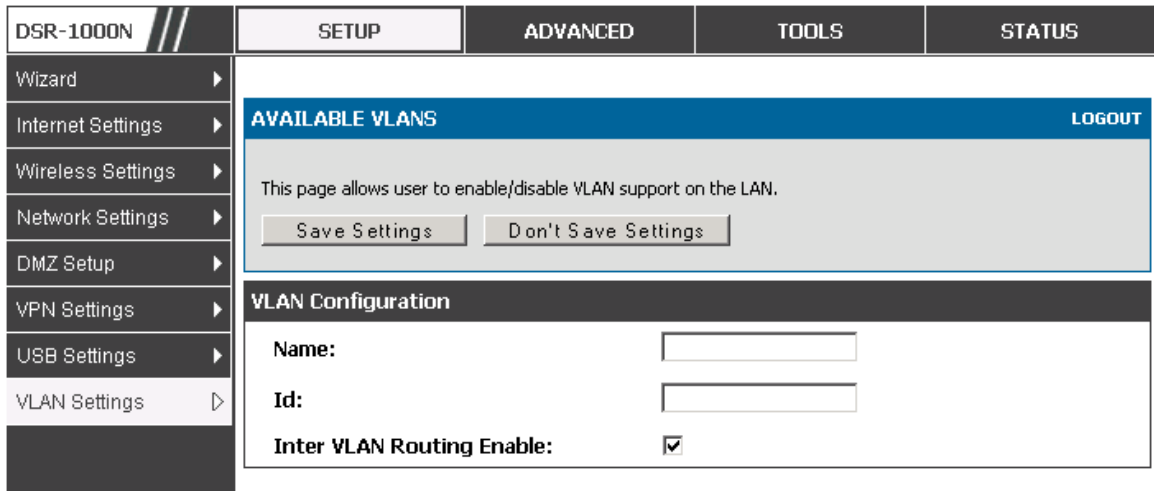 DSR-1000N
SETUP
ADVANCED
TOOLS
STATUS
Wizard
Internet Settings
Wireless Settings
Network Settings
DMZ Setup
VPN Settings
USB Settings
VLAN Settings
AVAILABLE VLANS
LOGOUT
This page allows user to enable/disable VLAN support on the LAN.
Save Settings
Don't Save Settings
VLAN Configuration
Name:
Id:
Inter VLAN Routing Enable: